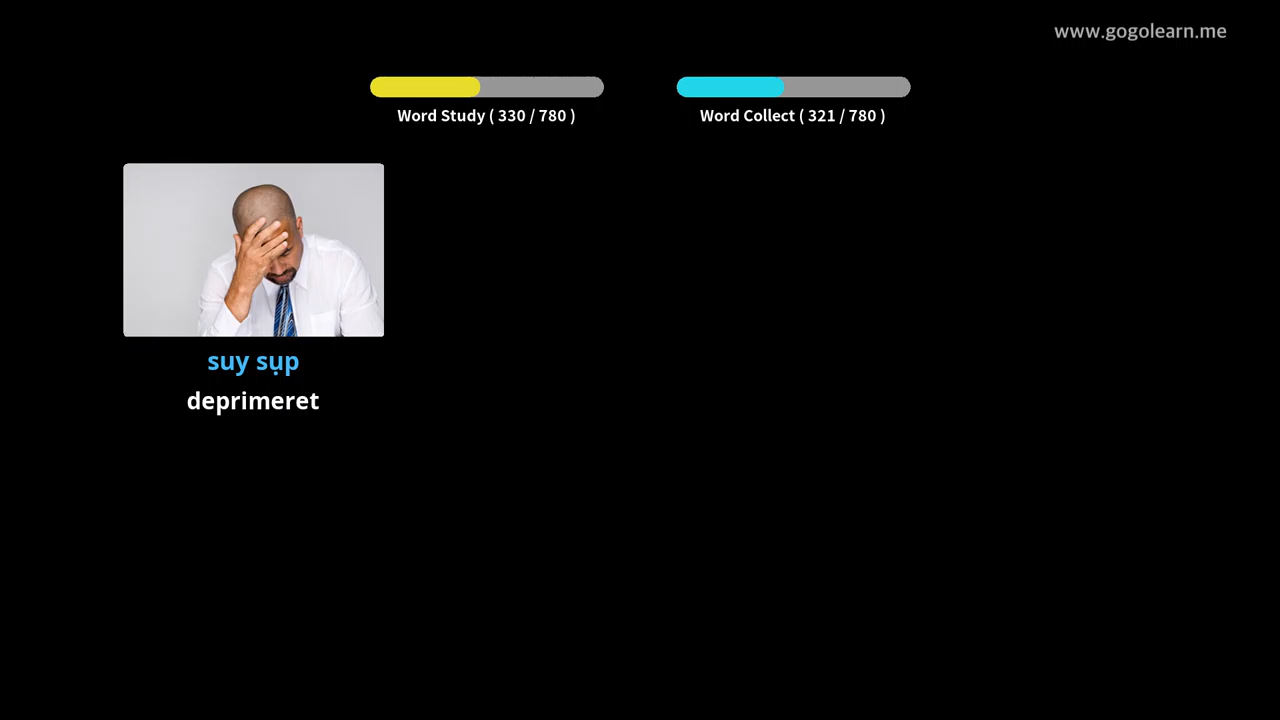 www.gogolearn.me
Word Study ( 330 / 780 )
Word Collect ( 321 / 780 )
suy sụp
deprimeret